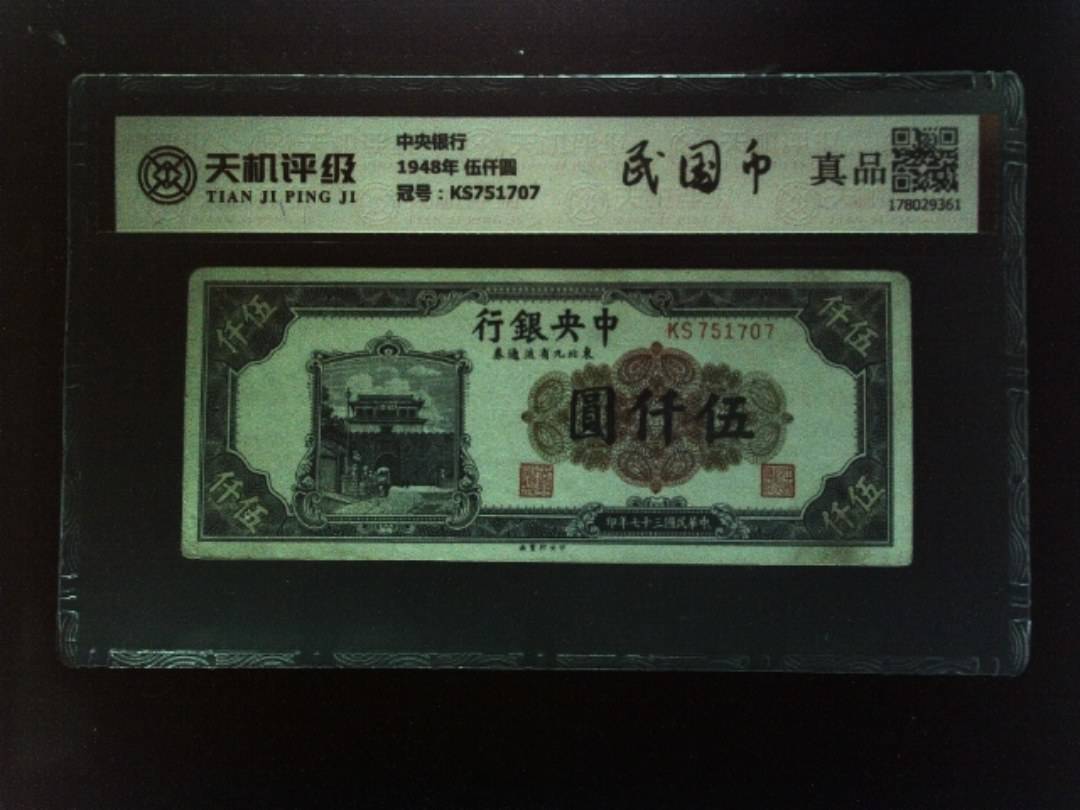 天机评级
TIAN JI PING JI
中央银行
1948年 伍仟圆
冠号：KS751707
民国币
真品
178029361
行銀央中
KS751707
券通流省九北東
圓仟伍
仟伍
仟伍
仟伍
仟伍
印年七十三國民華中